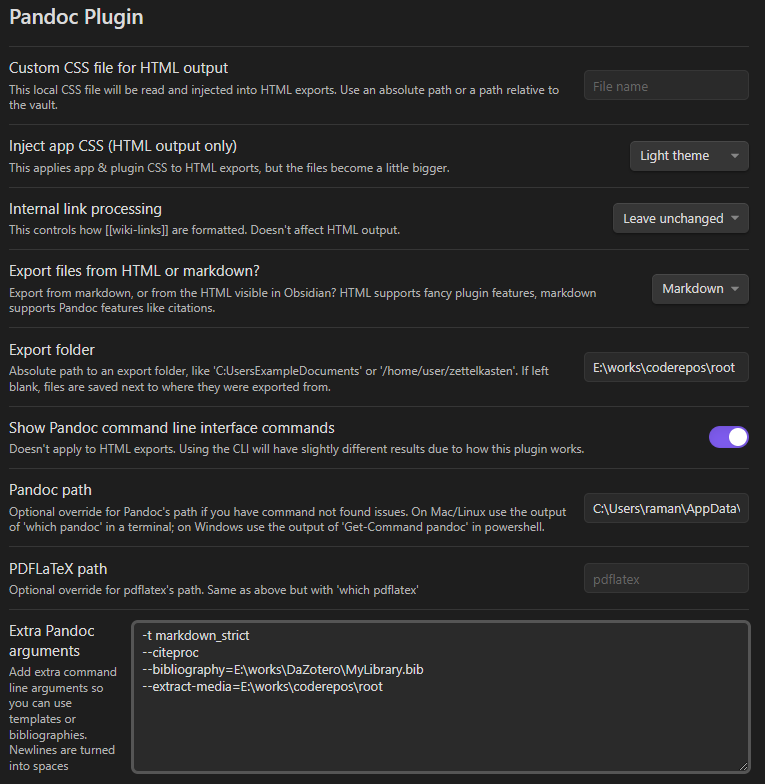 Pandoc Plugin
Custom CSS file for HTML output
This local CSS file will be read and injected into HTML exports. Use an absolute path or a path relative to
the vault.
File name
Inject app CSS (HTML output only)
This applies app & plugin CSS to HTML exports, but the files become a little bigger.
Light theme
Internal link processing
This controls how [[wiki-links]] are formatted. Doesn't affect HTML output.
Leave unchanged
Export files from HTML or markdown?
Export from markdown, or from the HTML visible in Obsidian? HTML supports fancy plugin features, markdown
supports Pandoc features like citations.
Markdown
Export folder
Absolute path to an export folder, like 'C:UsersExampleDocuments' or '/home/user/zettelkasten'. If left
blank, files are saved next to where they were exported from.
E:\works\coderepos\root
Show Pandoc command line interface commands
Doesn't apply to HTML exports. Using the CLI will have slightly different results due to how this plugin works.
Pandoc path
Optional override for Pandoc's path if you have command not found issues. On Mac/Linux use the output
of 'which pandoc' in a terminal; on Windows use the output of 'Get-Command pandoc' in powershell.
C:\Users\raman\AppData\
PDFLaTeX path
Optional override for pdflatex's path. Same as above but with 'which pdflatex'
pdflatex
Extra Pandoc
arguments
Add extra command
line arguments so
you can use
templates or
bibliographies.
Newlines are turned
into spaces
-t markdown_strict
--citeproc
--bibliography=E:\works\DaZotero\MyLibrary.bib
--extract-media=E:\works\coderepos\root